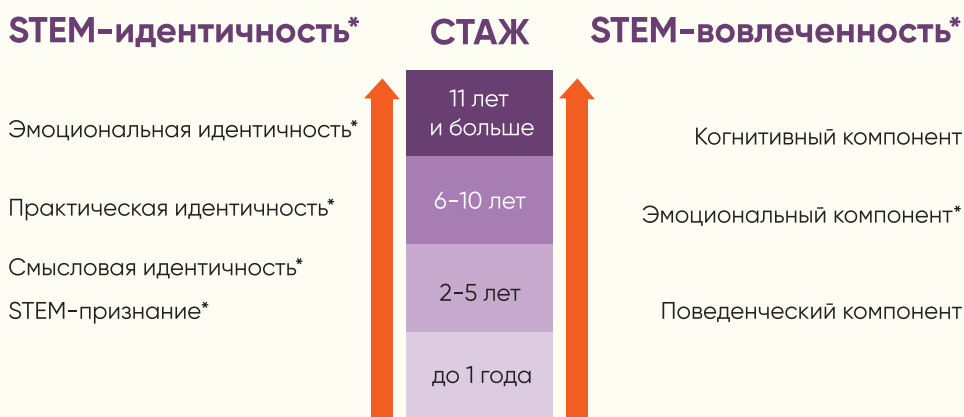 STEM-идентичность*
СТАЖ
STEM-вовлеченность*
Эмоциональная идентичность*
Практическая идентичность*
Смысловая идентичность*
STEM-признание*
11 лет
и больше
6-10 лет
2-5 лет
до 1 года
Когнитивный компонент
Эмоциональный компонент*
Поведенческий компонент